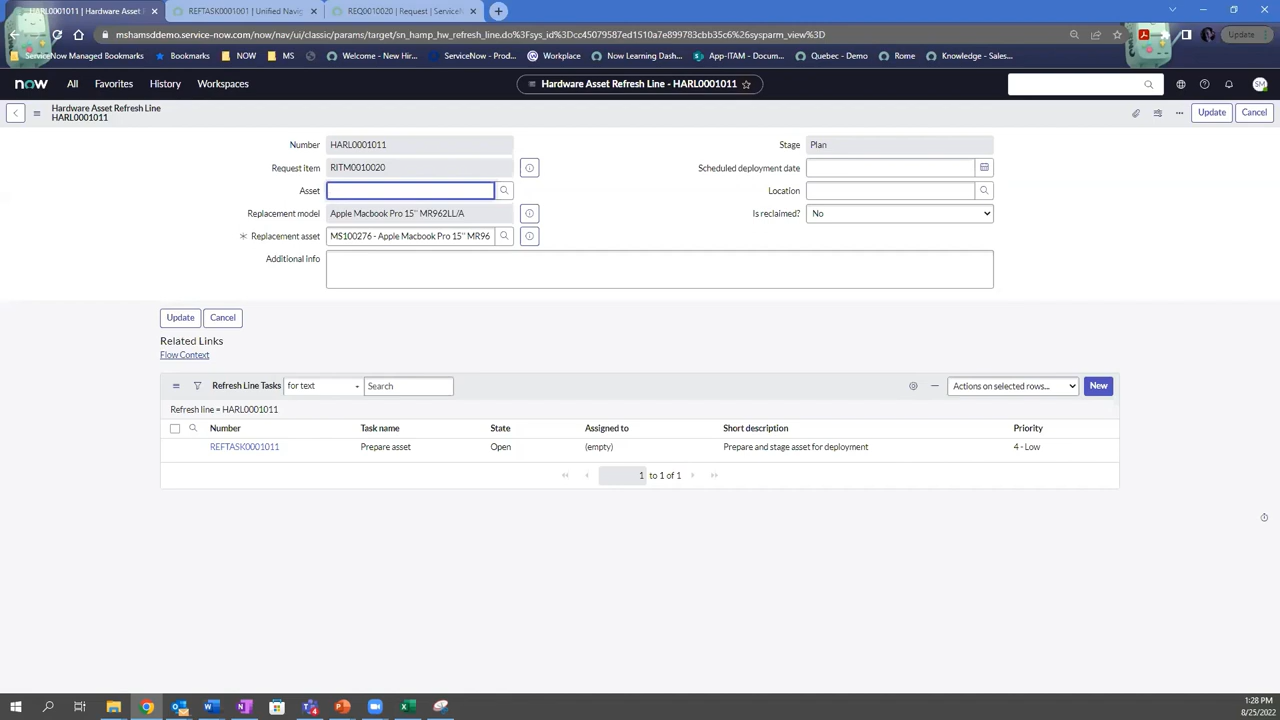 HARL0001011 | Hardware Asset
REFTASK0001001 | Unified Navig
REQ0010020 | Request | ServiceN
mshamsddemo.service-now.com/now/nav/ui/classic/params/target/sn_hamp_hw_refresh_line.do%3Fsys_id%3Dcc45079587ed1510a7e899783cbb35c6%26sysparm_view%3D
Update
ServiceNow Managed Bookmarks
Bookmarks
NOW
MS
Welcome - New Hir...
ServiceNow - Prod...
Workplace
Now Learning Dash...
App-ITAM - Docum...
Quebec - Demo
Rome
Knowledge - Sales...
now
All
Favorites
History
Workspaces
Hardware Asset Refresh Line - HARL0001011
SM
Hardware Asset Refresh Line
HARL0001011
Update
Cancel
Number
HARL0001011
Stage
Plan
Request item
RITM0010020
Scheduled deployment date
Asset
Location
Replacement model
Apple Macbook Pro 15" MR962LL/A
Is reclaimed?
No
Replacement asset
MS100276 - Apple Macbook Pro 15" MR96
Additional info
Update
Cancel
Related Links
Flow Context
Refresh Line Tasks
for text
Search
Actions on selected rows...
New
Refresh line = HARL0001011
Number
Task name
State
Assigned to
Short description
Priority
REFTASK0001011
Prepare asset
Open
(empty)
Prepare and stage asset for deployment
4 - Low
1 to 1 of 1
1:28 PM
8/25/2022